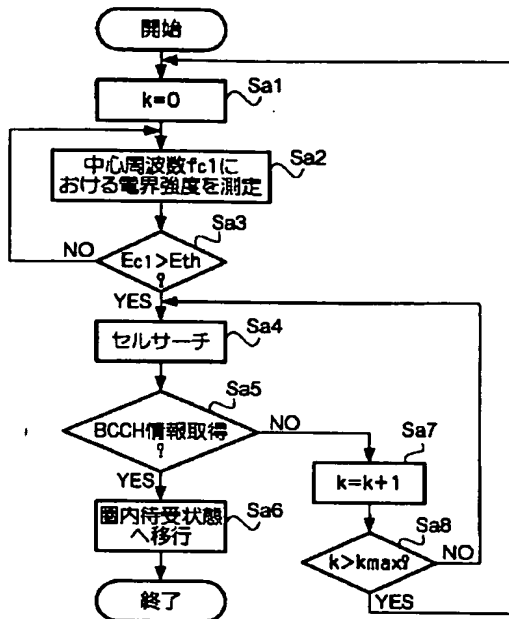 開始
k=0
Sa1
中心周波数fc1に
おける電界強度を測定
Sa2
Ec1>Eth
?
Sa3
NO
YES
セルサーチ
Sa4
BCCH情報取得
?
Sa5
NO
YES
圏内待受状態
へ移行
Sa6
終了
k=k+1
Sa7
k>kmax?
Sa8
NO
YES